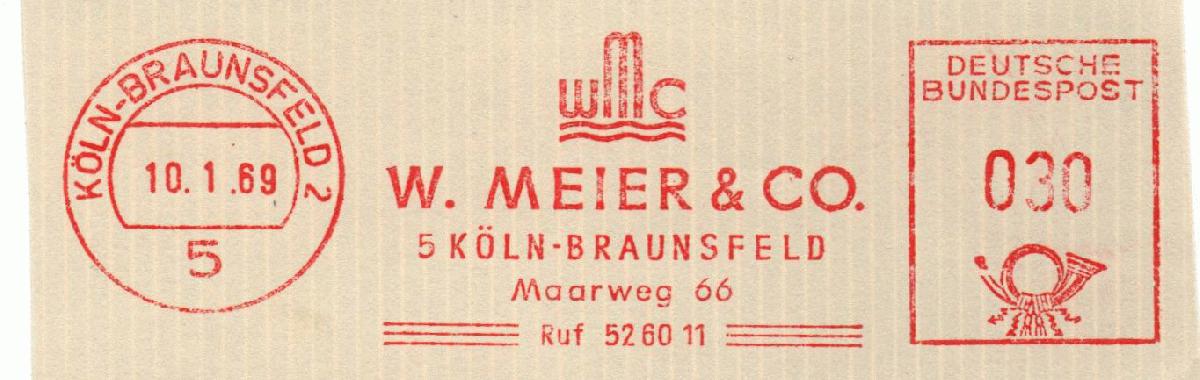 KÖLN-BRAUNSFELD 2
10.1.69
5
WMC
W. MEIER & CO.
5 KÖLN-BRAUNSFELD
Maarweg 66
Ruf 52 60 11
DEUTSCHE
BUNDESPOST
030